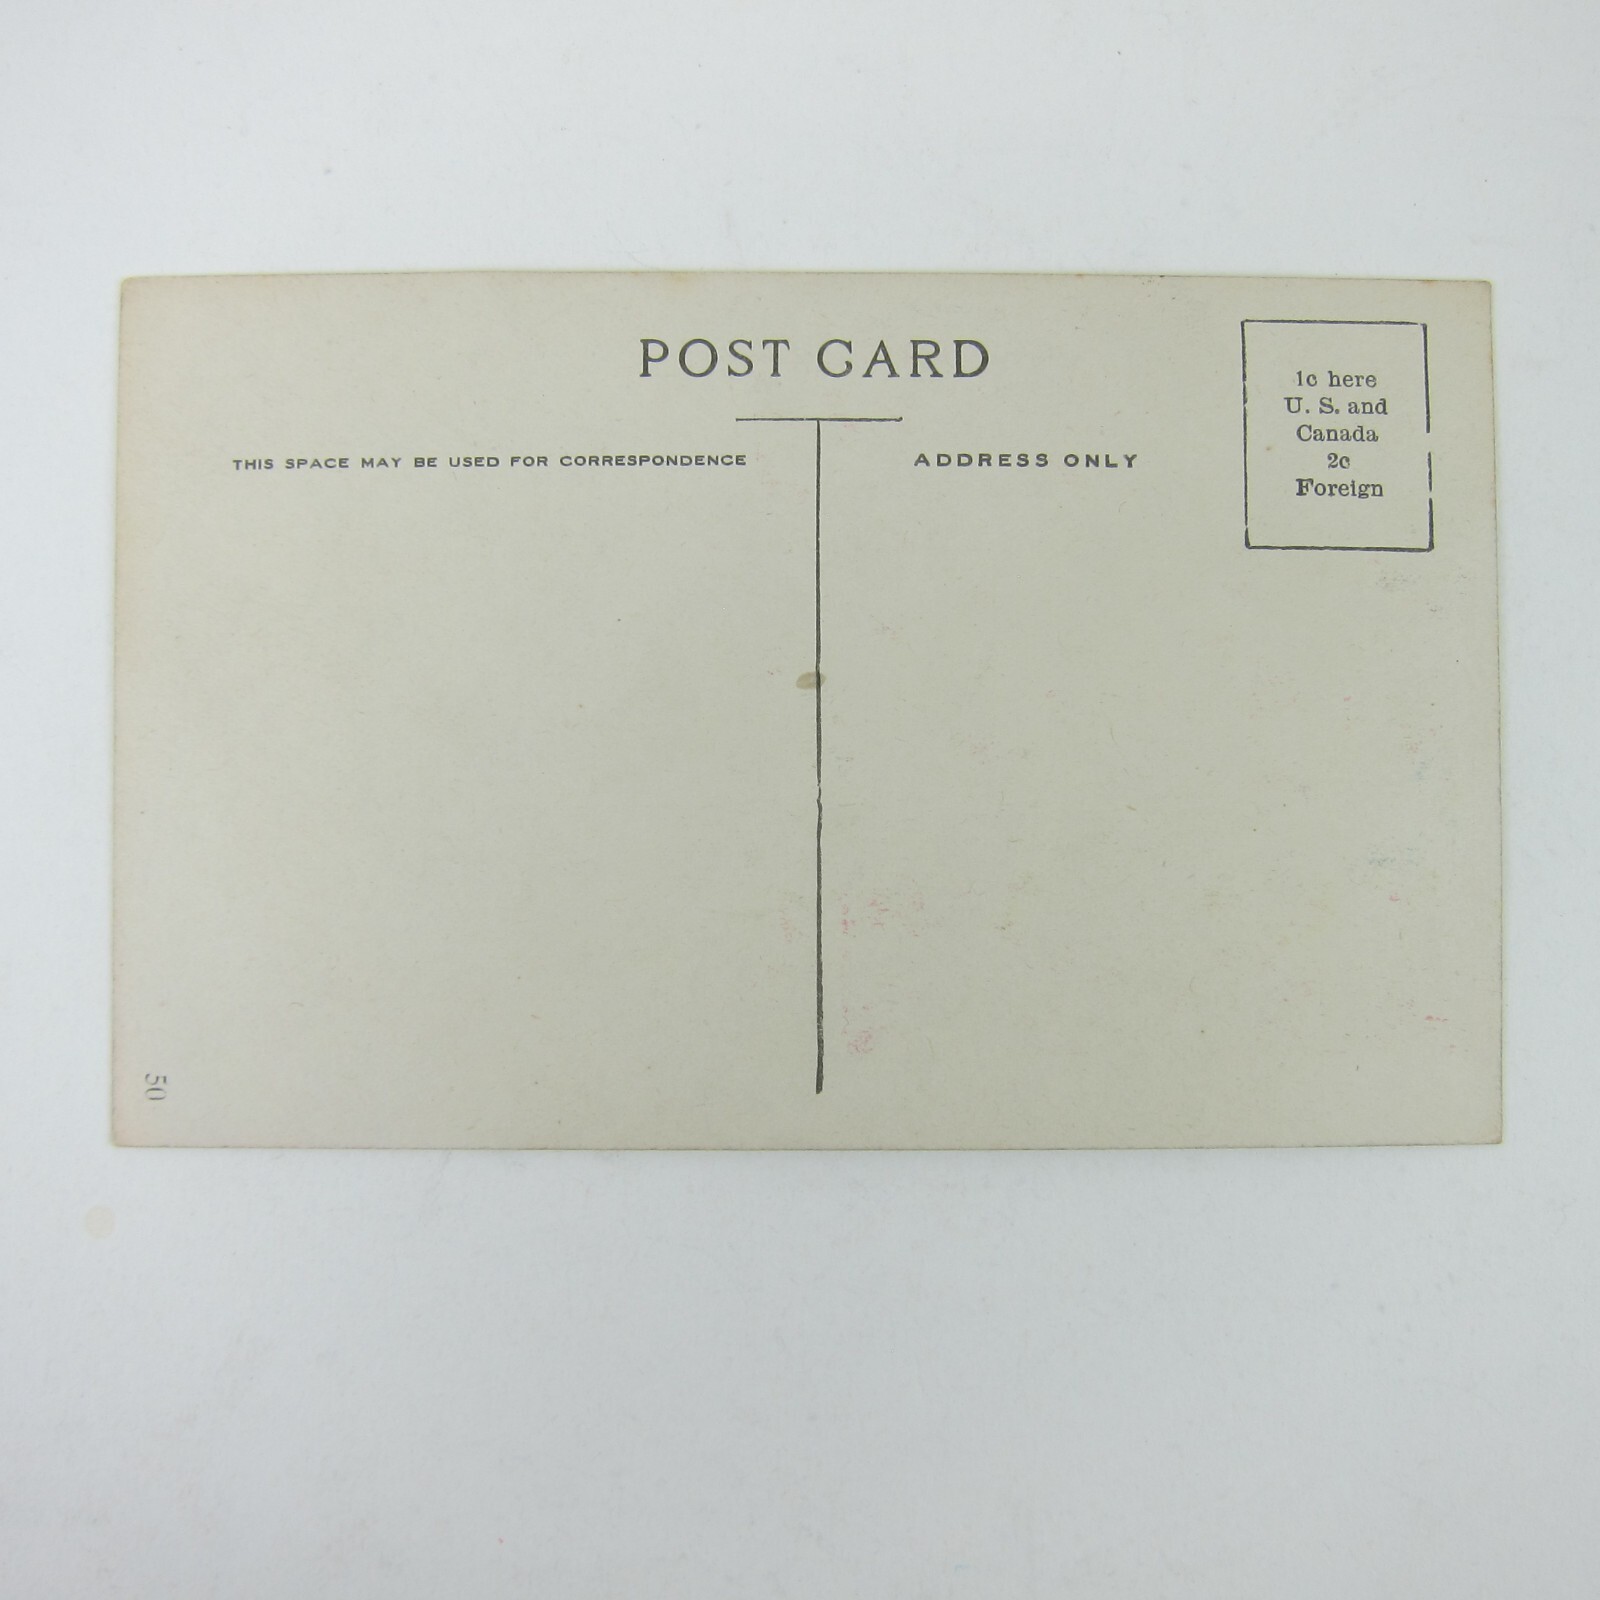 POST CARD
THIS SPACE MAY BE USED FOR CORRESPONDENCE
ADDRESS ONLY
1c here
U. S. and
Canada
2c
Foreign
50